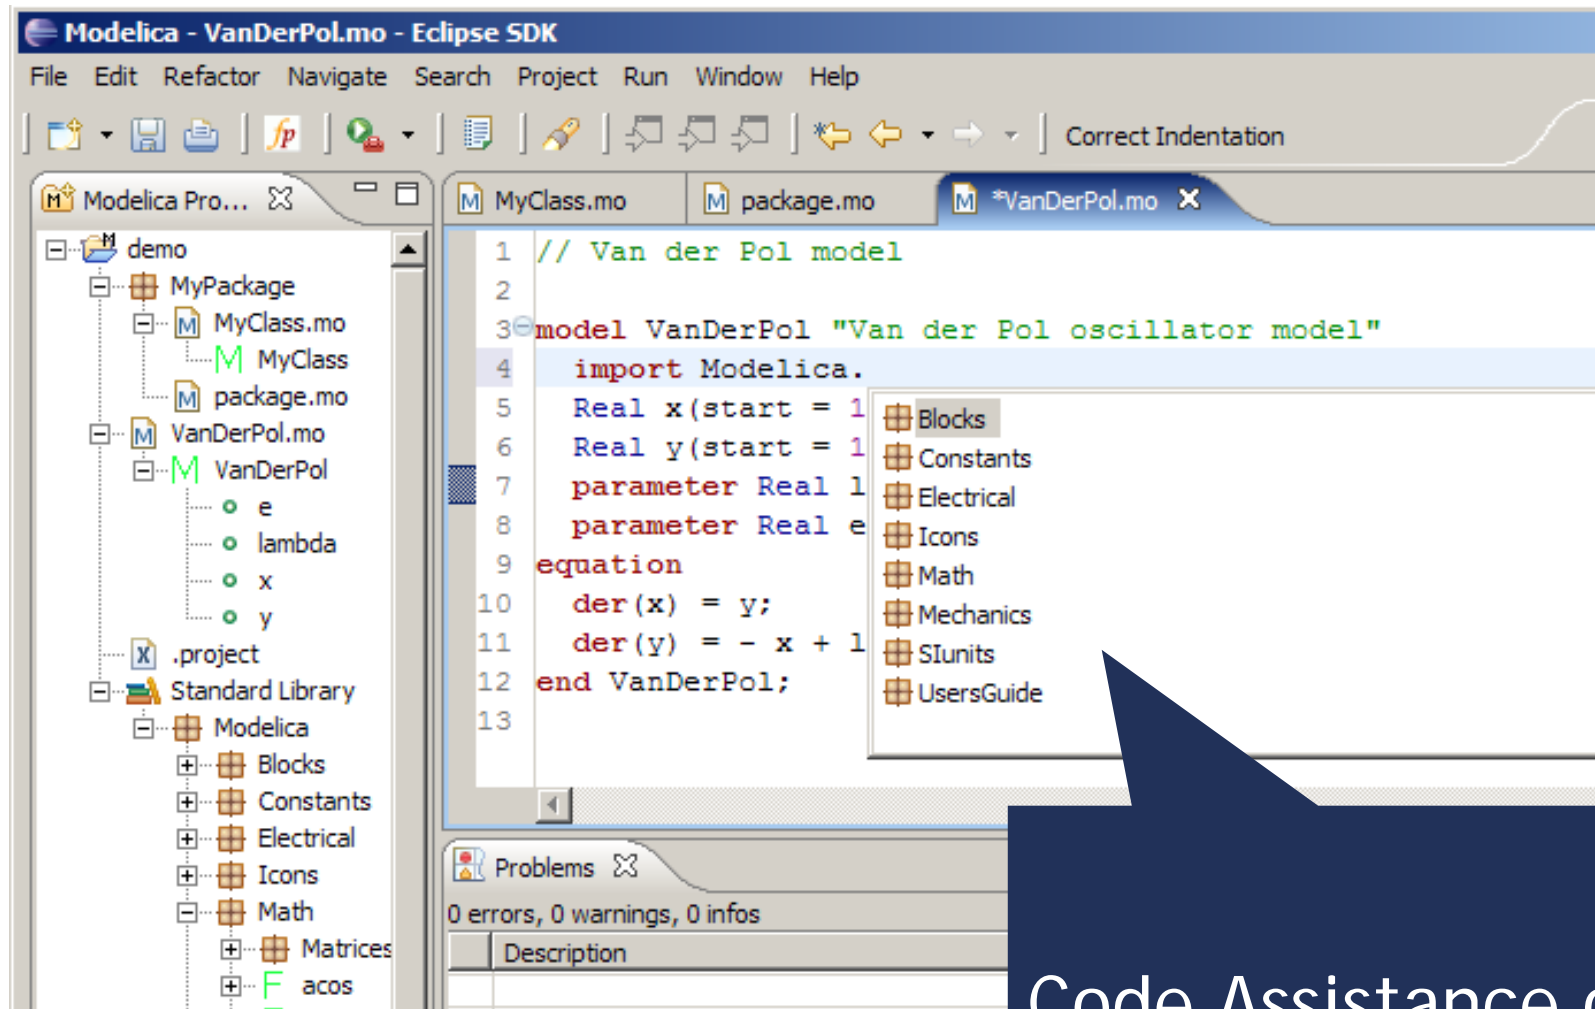 Modelica - VanDerPol.mo - Eclipse SDK
File Edit Refactor Navigate Search Project Run Window Help
fp Correct Indentation
Modelica Pro...
demo
MyPackage
MyClass.mo
MyClass
package.mo
VanDerPol.mo
VanDerPol
e
lambda
x
y
.project
Standard Library
Modelica
Blocks
Constants
Electrical
Icons
Math
Matrices
acos
MyClass.mo package.mo *VanDerPol.mo
1 // Van der Pol model
2
3 model VanDerPol "Van der Pol oscillator model"
4 import Modelica.
5 Real x(start = 1
6 Real y(start = 1
7 parameter Real l
8 parameter Real e
9 equation
10 der(x) = y;
11 der(y) = - x + l
12 end VanDerPol;
13
Blocks
Constants
Electrical
Icons
Math
Mechanics
SIunits
UsersGuide
Problems
0 errors, 0 warnings, 0 infos
Description
Code Assistance